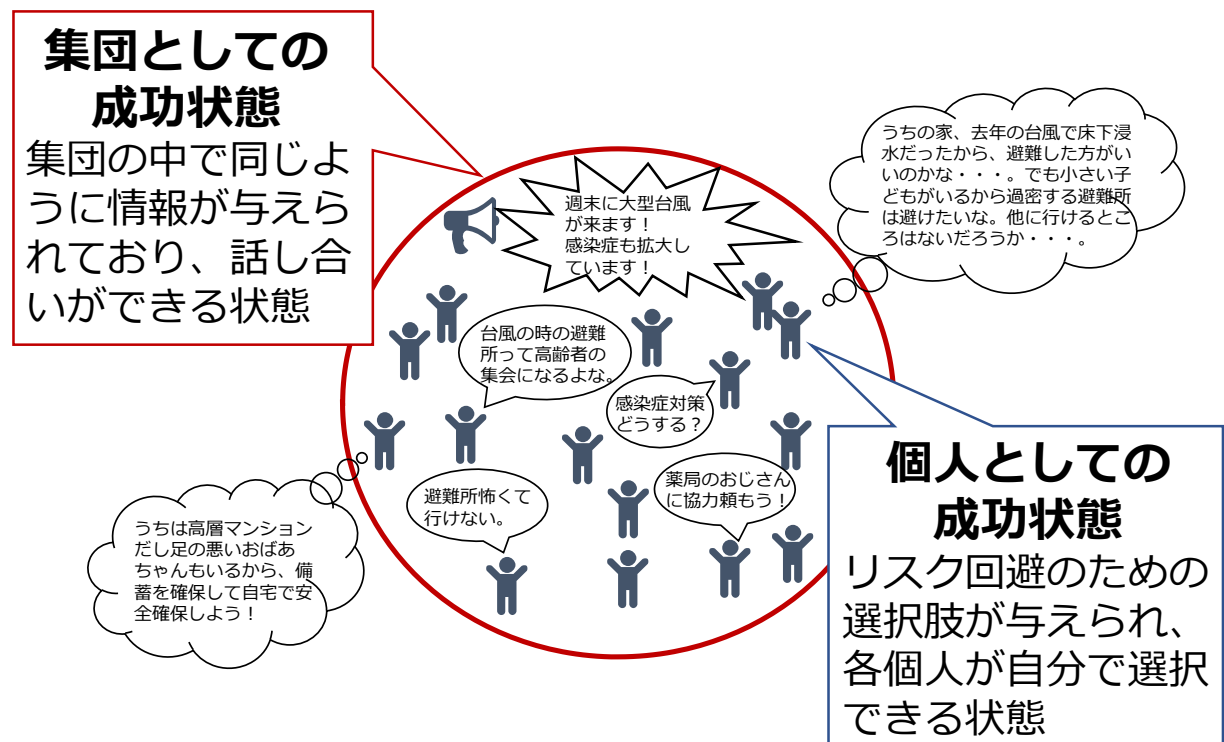 集団としての
成功状態
集団の中で同じよ
うに情報が与えら
れており、話し合
いができる状態
うちの家、去年の台風で床下浸
水だったから、避難した方がい
いのかな・・・。でも小さい子
どもがいるから過密する避難所
は避けたいな。他に行けるとこ
ろはないだろうか・・・。
週末に大型台風
が来ます！
感染症も拡大し
ています！
台風の時の避難
所って高齢者の
集会になるよな。
感染症対策
どうする？
避難所怖くて
行けない。
薬局のおじさん
に協力頼もう！
うちは高層マンション
だし足の悪いおばあ
ちゃんもいるから、備
蓄を確保して自宅で安
全確保しよう！
個人としての
成功状態
リスク回避のための
選択肢が与えられ、
各個人が自分で選択
できる状態